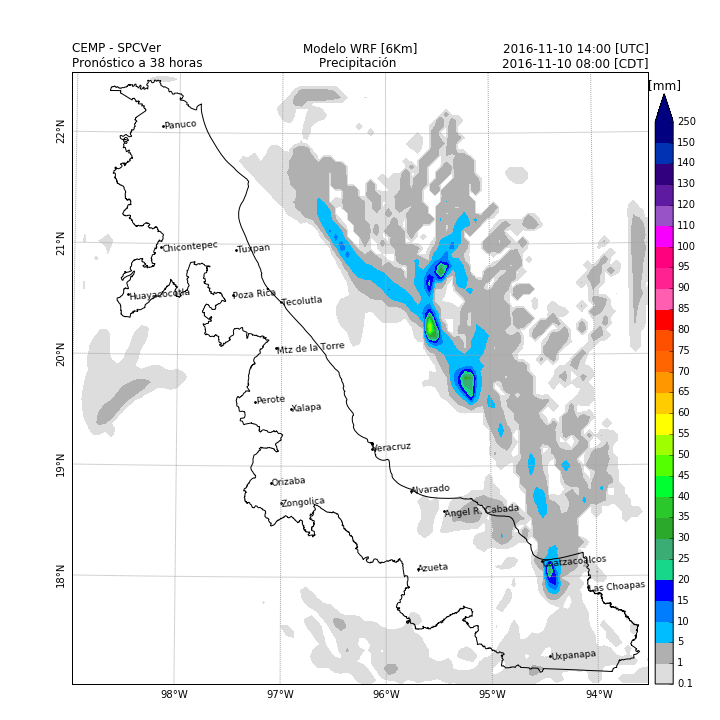 CEMP - SPCVer Modelo WRF [6Km] 2016-11-10 14:00 [UTC]
Pronóstico a 38 horas Precipitación 2016-11-10 08:00 [CDT]
[mm]
250
150
140
130
120
110
100
95
90
85
80
75
70
65
60
55
50
45
40
35
30
25
20
15
10
5
1
0.1
22°N
21°N
20°N
19°N
18°N
Panuco
Chicontepec
Tuxpan
Huayacocotla
Poza Rica
Tecolutla
Mtz de la Torre
Perote
Xalapa
Veracruz
Orizaba
Alvarado
Zongolica
Angel R. Cabada
Azueta
Coatzacoalcos
Las Choapas
Uxpanapa
98°W 97°W 96°W 95°W 94°W